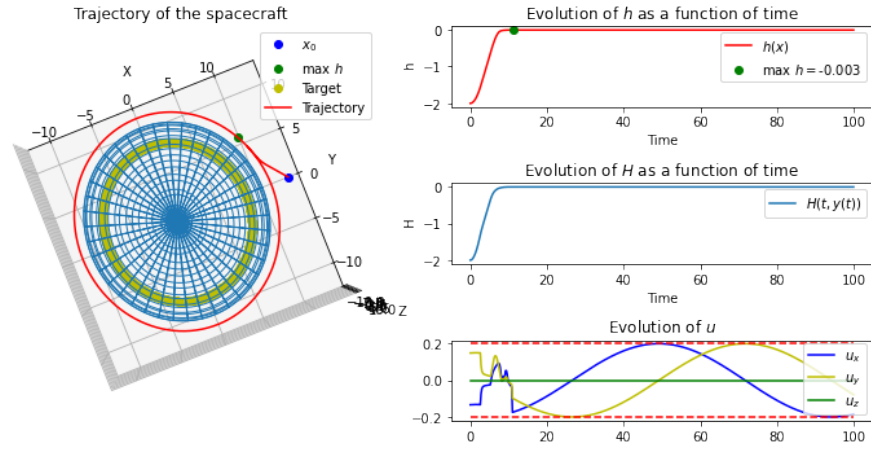 Trajectory of the spacecraft
x₀
max h
Target
Trajectory
X
−10
−5
0
5
10
10
5
0
−5
−10
Y
Z
Evolution of h as a function of time
h
0
−1
−2
h(x)
max h=-0.003
0
20
40
60
80
100
Time
Evolution of H as a function of time
H
0
−1
−2
H(t, y(t))
0
20
40
60
80
100
Time
Evolution of u
0.2
0.0
−0.2
uₓ
u_y
u_z
0
20
40
60
80
100